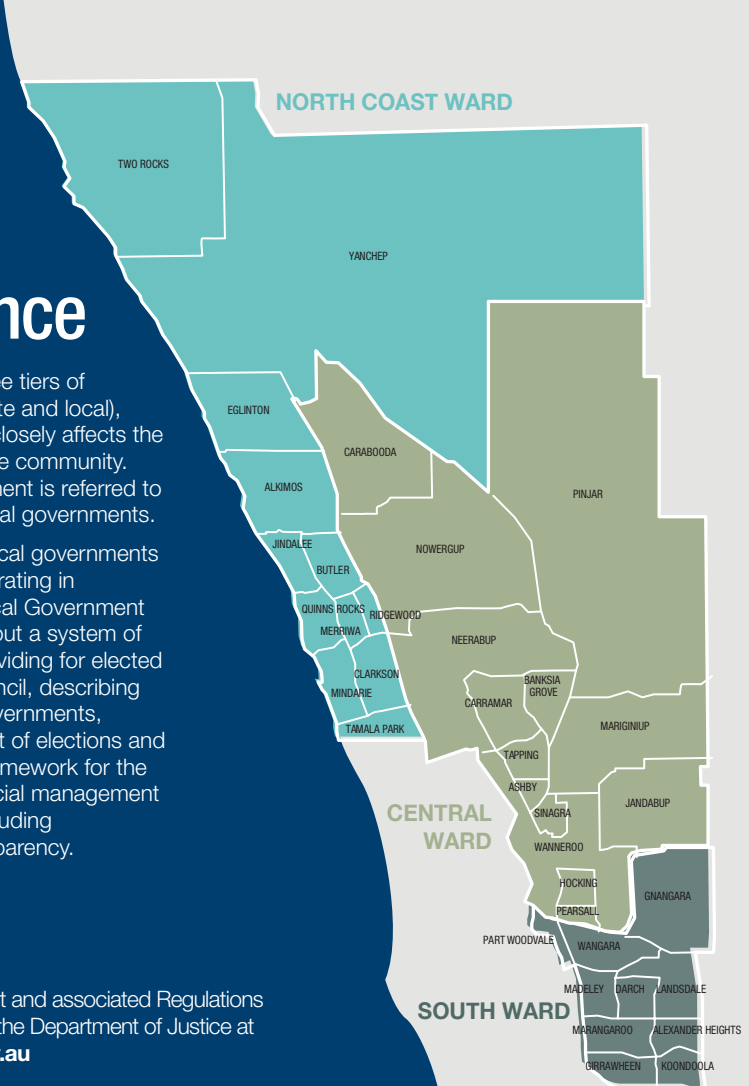 NORTH COAST WARD
TWO ROCKS
YANCHEP
nce
ee tiers of
te and local),
closely affects the
e community.
ment is referred to
al governments.
cal governments
rating in
cal Government
out a system of
viding for elected
ncil, describing
vernments,
t of elections and
mework for the
cial management
uding
parency.
EGLINTON
CARABOODA
ALKIMOS
PINJAR
JINDALEE
NOWERGUP
BUTLER
QUINNS ROCKS
RIDGEWOOD
MERRIWA
NEERABUP
CLARKSON
BANKSIA
GROVE
MINDARIE
CARRAMAR
TAMALA PARK
MARIGINIUP
TAPPING
ASHBY
JANDABUP
CENTRAL
WARD
SINAGRA
WANNEROO
HOCKING
GNANGARA
PEARSALL
PART WOODVALE
WANGARA
MADELEY
DARCH
LANDSDALE
SOUTH WARD
MARANGAROO
ALEXANDER HEIGHTS
GIRRAWHEEN
KOONDOOLA
t and associated Regulations
the Department of Justice at
.au